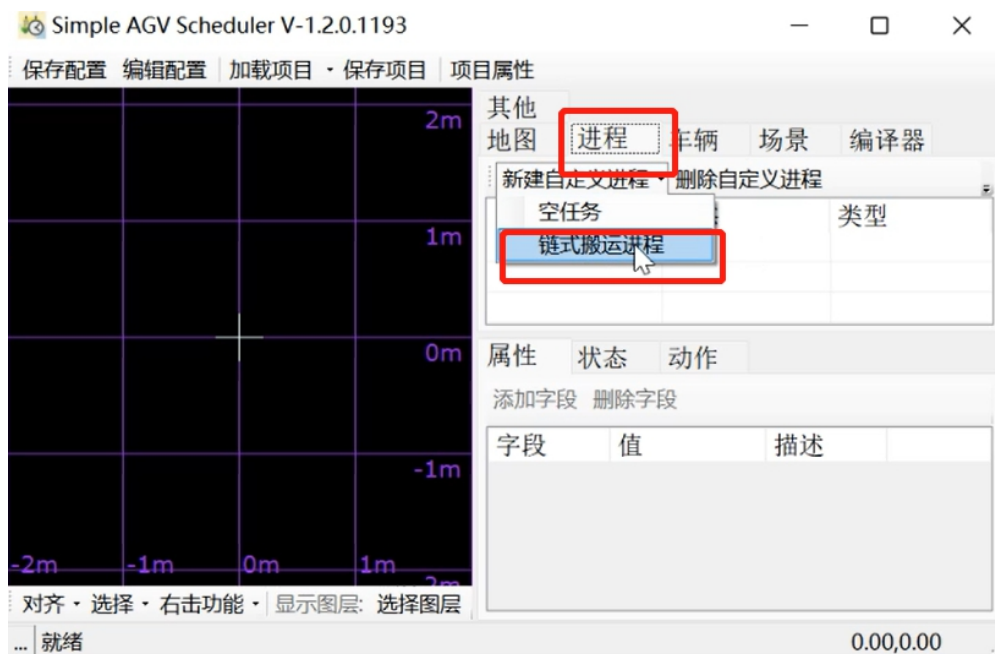 Simple AGV Scheduler V-1.2.0.1193
保存配置 编辑配置 加载项目 · 保存项目 项目属性
其他
地图 进程 车辆 场景 编译器
新建自定义进程 删除自定义进程
空任务
类型
链式搬运进程
2m
1m
0m
-1m
-2m -1m 0m 1m
属性 状态 动作
添加字段 删除字段
字段 值 描述
对齐 · 选择 · 右击功能 · 显示图层: 选择图层
... 就绪 0.00,0.00